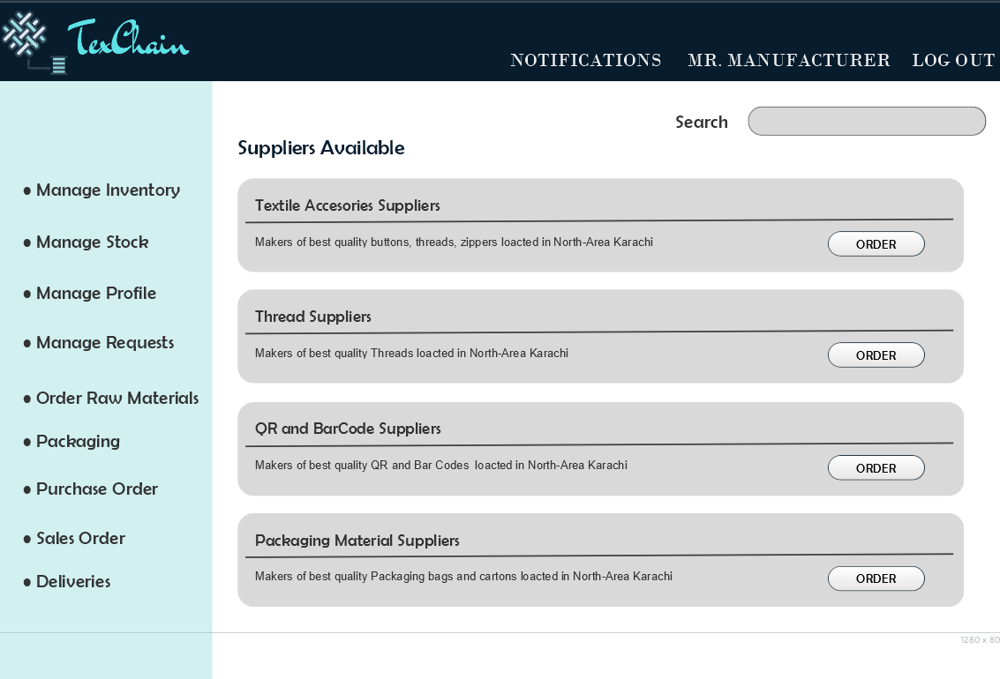 TexChain
NOTIFICATIONS
MR. MANUFACTURER
LOG OUT
Search
Suppliers Available
• Manage Inventory
• Manage Stock
• Manage Profile
• Manage Requests
• Order Raw Materials
• Packaging
• Purchase Order
• Sales Order
• Deliveries
Textile Accesories Suppliers
Makers of best quality buttons, threads, zippers loacted in North-Area Karachi
ORDER
Thread Suppliers
Makers of best quality Threads loacted in North-Area Karachi
ORDER
QR and BarCode Suppliers
Makers of best quality QR and Bar Codes loacted in North-Area Karachi
ORDER
Packaging Material Suppliers
Makers of best quality Packaging bags and cartons loacted in North-Area Karachi
ORDER
1280 x 80